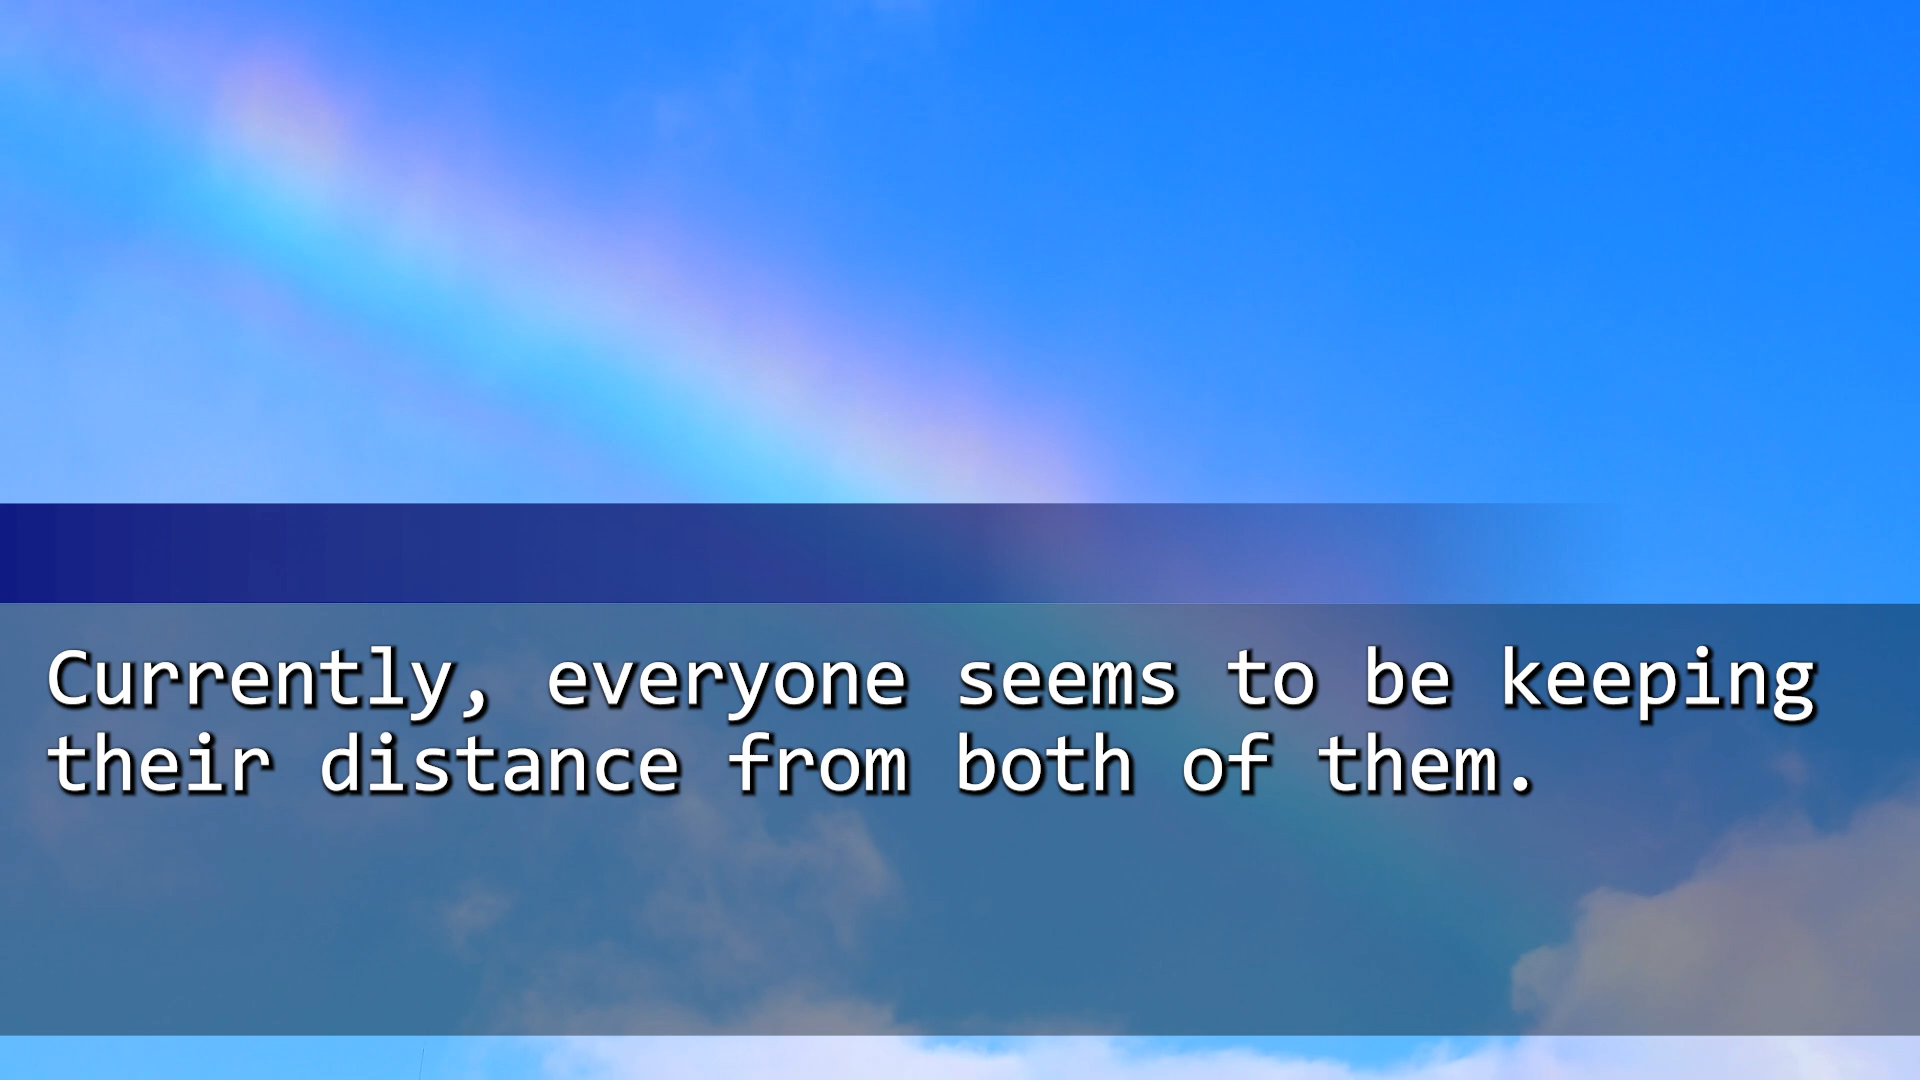 Currently, everyone seems to be keeping
their distance from both of them.